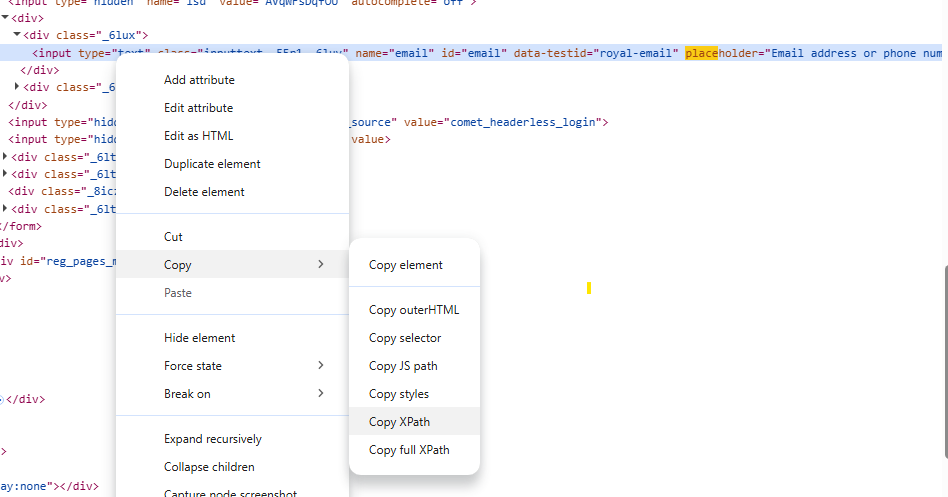 <input type="hidden" name="lsd" value="AVqWFsDqfOU" autocomplete="off">
<div>
<div class="_6lux">
<input type="text" class="inputtext _55r1 _6luy" name="email" id="email" data-testid="royal-email" placeholder="Email address or phone num
</div>
<div class="_6
</div>
<input type="hidd _source" value="comet_headerless_login">
<input type="hidd value>
<div class="_6lt
<div class="_6lt
<div class="_8icz
<div class="_6lt
</form>
div>
iv id="reg_pages_m
v>
</div>
>
ay:none"></div>
Add attribute
Edit attribute
Edit as HTML
Duplicate element
Delete element
Cut
Copy
Paste
Hide element
Force state
Break on
Expand recursively
Collapse children
Capture node screenshot
Copy element
Copy outerHTML
Copy selector
Copy JS path
Copy styles
Copy XPath
Copy full XPath